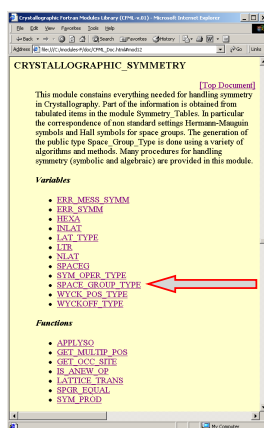 Crystallographic Fortran Modules Library (CFML-v.01) - Microsoft Internet Explorer
File Edit View Favorites Tools Help
Back Search Favorites History
Address file:///C:/modules-f/doc/CFML_Doc.html#mod12 Go Links
CRYSTALLOGRAPHIC_SYMMETRY
[Top Document]
This module constains everything needed for handling symmetry
in Crystallography. Part of the information is obtained from
tabulated items in the module Symmetry_Tables. In particular
the correspondence of non standard settings Hermann-Mauguin
symbols and Hall symbols for space groups. The generation of
the public type Space_Group_Type is done using a variety of
algorithms and methods. Many procedures for handling
symmetry (symbolic and algebraic) are provided in this module.
Variables
ERR_MESS_SYMM
ERR_SYMM
HEXA
INLAT
LAT_TYPE
LTR
NLAT
SPACEG
SYM_OPER_TYPE
SPACE_GROUP_TYPE
WYCK_POS_TYPE
WYCKOFF_TYPE
Functions
APPLYSO
GET_MULTIP_POS
GET_OCC_SITE
IS_ANEW_OP
LATTICE_TRANS
SPGR_EQUAL
SYM_PROD
My Computer